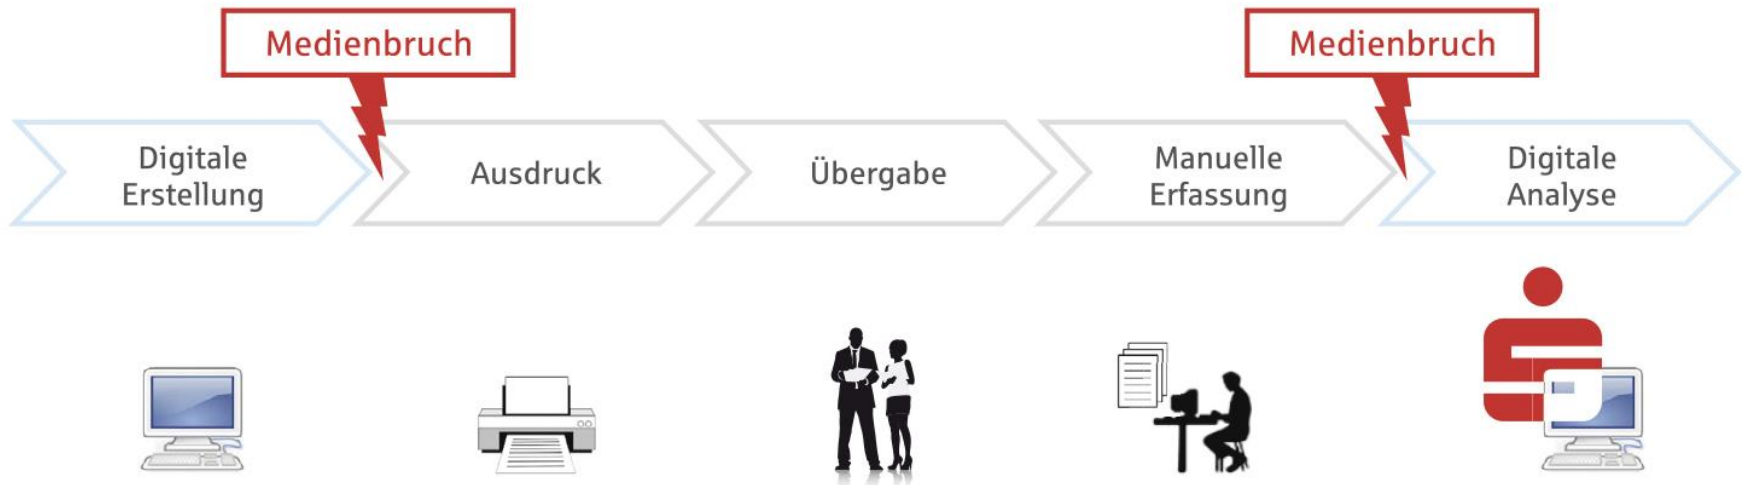 Medienbruch
Medienbruch
Digitale
Erstellung
Ausdruck
Übergabe
Manuelle
Erfassung
Digitale
Analyse